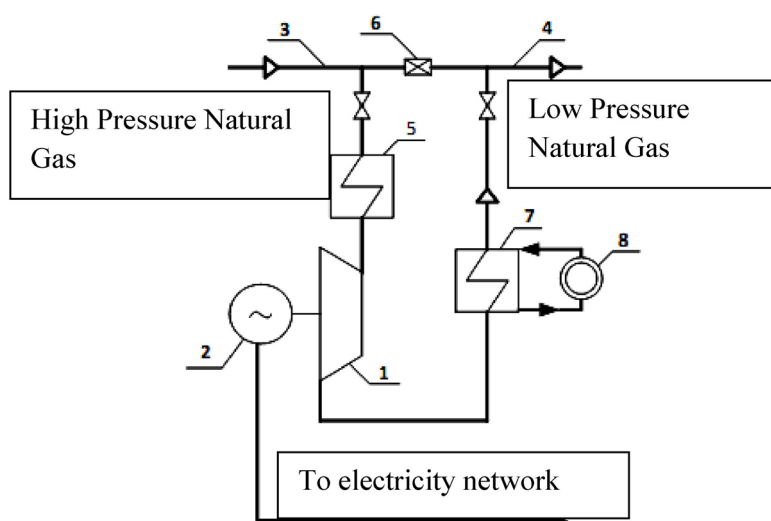 6
3
4
High Pressure Natural
Gas
Low Pressure
Natural Gas
5
7
8
2
1
To electricity network